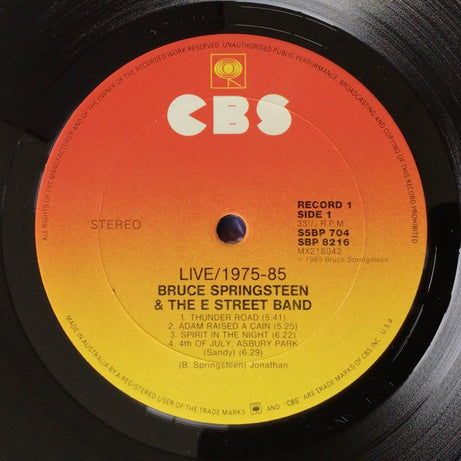 ALL RIGHTS OF THE MANUFACTURER AND OF THE OWNER OF THE RECORDED WORK RESERVED. UNAUTHORISED PUBLIC PERFORMANCE, BROADCASTING AND COPYING OF THIS RECORD PROHIBITED
CBS
STEREO
RECORD 1
SIDE 1
33⅓ R.P.M.
S5BP 704
SBP 8216
MX218043
© 1986 Bruce Springsteen
LIVE/1975-85
BRUCE SPRINGSTEEN
& THE E STREET BAND
1. THUNDER ROAD (5.41)
2. ADAM RAISED A CAIN (5.25)
3. SPIRIT IN THE NIGHT (6.22)
4. 4th OF JULY, ASBURY PARK
(Sandy) (6.29)
(B. Springsteen) Jonathan
MADE IN AUSTRALIA BY A REGISTERED USER OF THE TRADE MARKS AND "CBS" ARE TRADE MARKS OF CBS INC. U.S.A.